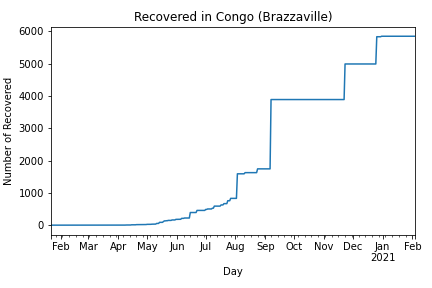 Recovered in Congo (Brazzaville)
Number of Recovered
6000
5000
4000
3000
2000
1000
0
Feb Mar Apr May Jun Jul Aug Sep Oct Nov Dec Jan Feb
2021
Day